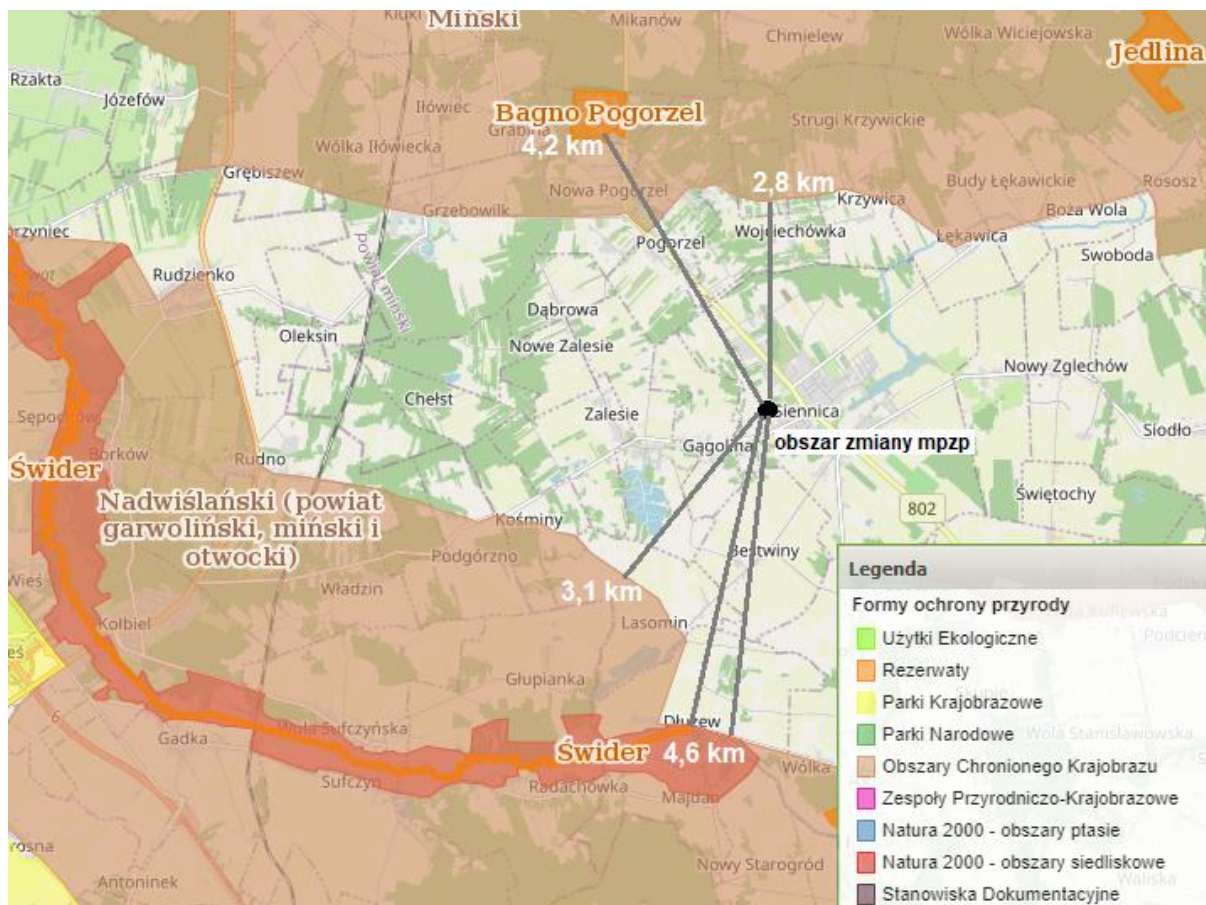 Kluki
Miński
Mikanów
Chmielew
Wólka Wiciejowska
Jedlina
Rzakta
Józefów
Iłówiec
Bagno Pogorzel
Grabina
4,2 km
Strugi Krzywickie
Wólka Iłówiecka
Grębiszew
Nowa Pogorzel
2,8 km
Krzywica
Budy Łękawickie
Rososz
Grzebowilk
Boża Wola
Pogorzel
Wojciechówka
Łękawica
Swoboda
Rudzienko
powiat miński
Dąbrowa
Oleksin
Nowe Zalesie
Nowy Zglechów
Chełst
Zalesie
Siennica
Gągolina
obszar zmiany mpzp
Siodło
Borków
Rudno
Świder
Nadwiślański (powiat
garwoliński, miński i
otwocki)
Kośminy
Świętochy
802
Podgórzno
Bestwiny
Władzin
3,1 km
Lasomin
Kołbiel
Głupianka
6
Gadka
Wola Sufczyńska
Dłużew
Świder
4,6 km
Wólka
Sufczyn
Radachówka
Majdan
Nowy Starogród
Antoninek
Legenda
Formy ochrony przyrody
Użytki Ekologiczne
Rezerwaty
Parki Krajobrazowe
Parki Narodowe
Obszary Chronionego Krajobrazu
Zespoły Przyrodniczo-Krajobrazowe
Natura 2000 - obszary ptasie
Natura 2000 - obszary siedliskowe
Stanowiska Dokumentacyjne
Wola Stanisławowska
Waliska